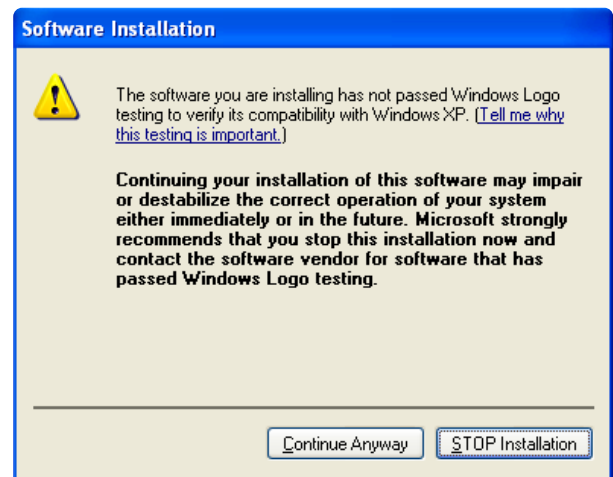 Software Installation
The software you are installing has not passed Windows Logo
testing to verify its compatibility with Windows XP. (Tell me why
this testing is important.)
Continuing your installation of this software may impair
or destabilize the correct operation of your system
either immediately or in the future. Microsoft strongly
recommends that you stop this installation now and
contact the software vendor for software that has
passed Windows Logo testing.
Continue Anyway
STOP Installation